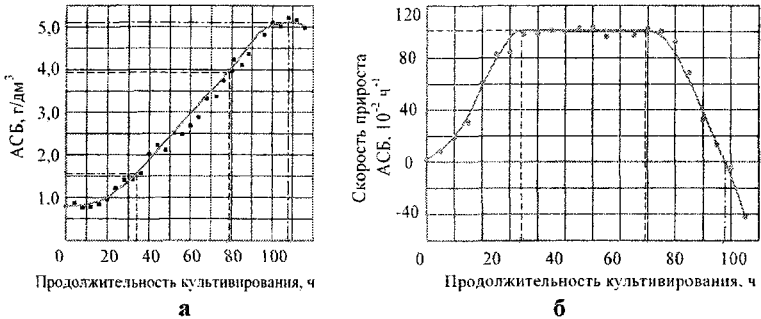 5,0
4,0
3,0
2,0
1,0
АСБ, г/дм³
0 20 40 60 80 100
Продолжительность культивирования, ч
а
120
80
40
0
-40
Скорость прироста
АСБ, 10⁻² ч⁻¹
0 20 40 60 80 100
Продолжительность культивирования, ч
б